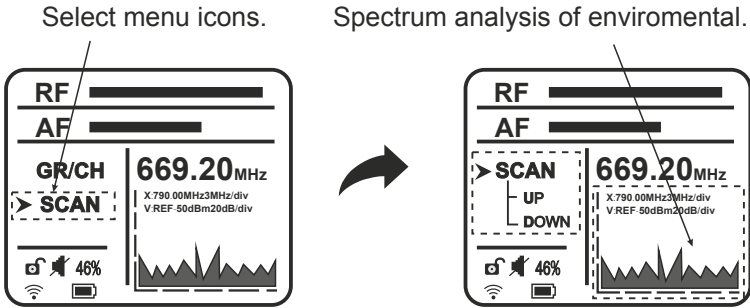 Select menu icons.
Spectrum analysis of enviromental.
RF
AF
GR/CH
SCAN
669.20MHz
X:790.00MHz3MHz/div
V:REF-50dBm20dB/div
46%
RF
AF
SCAN
UP
DOWN
669.20MHz
X:790.00MHz3MHz/div
V:REF-50dBm20dB/div
46%